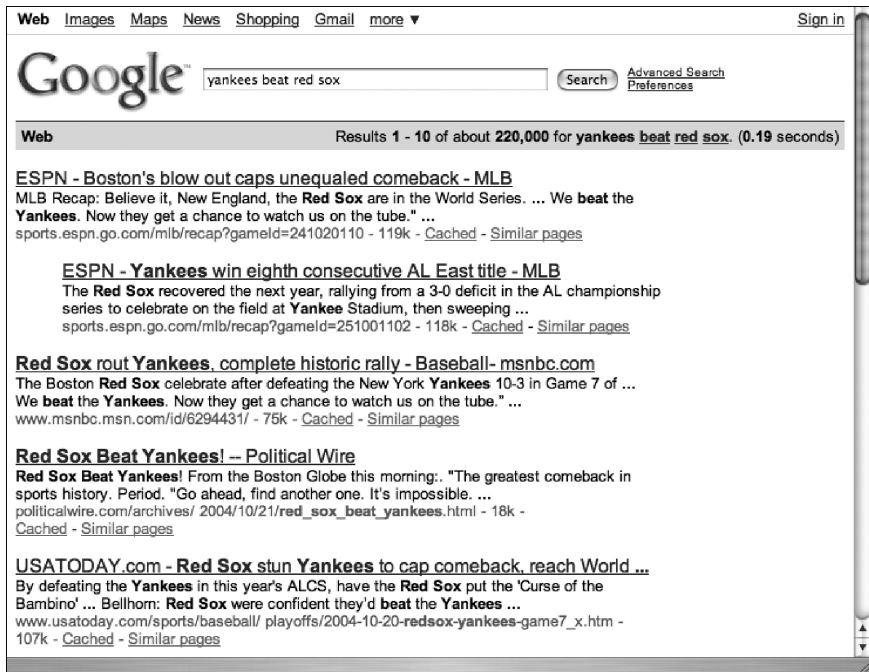 Web Images Maps News Shopping Gmail more ▼ Sign in
Google™ yankees beat red sox Search Advanced Search
Preferences
Web Results 1 - 10 of about 220,000 for yankees beat red sox. (0.19 seconds)
ESPN - Boston's blow out caps unequaled comeback - MLB
MLB Recap: Believe it, New England, the Red Sox are in the World Series. ... We beat the
Yankees. Now they get a chance to watch us on the tube." ...
sports.espn.go.com/mlb/recap?gameId=241020110 - 119k - Cached - Similar pages
ESPN - Yankees win eighth consecutive AL East title - MLB
The Red Sox recovered the next year, rallying from a 3-0 deficit in the AL championship
series to celebrate on the field at Yankee Stadium, then sweeping ...
sports.espn.go.com/mlb/recap?gameId=251001102 - 118k - Cached - Similar pages
Red Sox rout Yankees, complete historic rally - Baseball- msnbc.com
The Boston Red Sox celebrate after defeating the New York Yankees 10-3 in Game 7 of ...
We beat the Yankees. Now they get a chance to watch us on the tube." ...
www.msnbc.msn.com/id/6294431/ - 75k - Cached - Similar pages
Red Sox Beat Yankees! -- Political Wire
Red Sox Beat Yankees! From the Boston Globe this morning:. "The greatest comeback in
sports history. Period. "Go ahead, find another one. It's impossible. ...
politicalwire.com/archives/ 2004/10/21/red_sox_beat_yankees.html - 18k -
Cached - Similar pages
USATODAY.com - Red Sox stun Yankees to cap comeback, reach World ...
By defeating the Yankees in this year's ALCS, have the Red Sox put the 'Curse of the
Bambino' ... Bellhorn: Red Sox were confident they'd beat the Yankees ...
www.usatoday.com/sports/baseball/ playoffs/2004-10-20-redsox-yankees-game7_x.htm -
107k - Cached - Similar pages